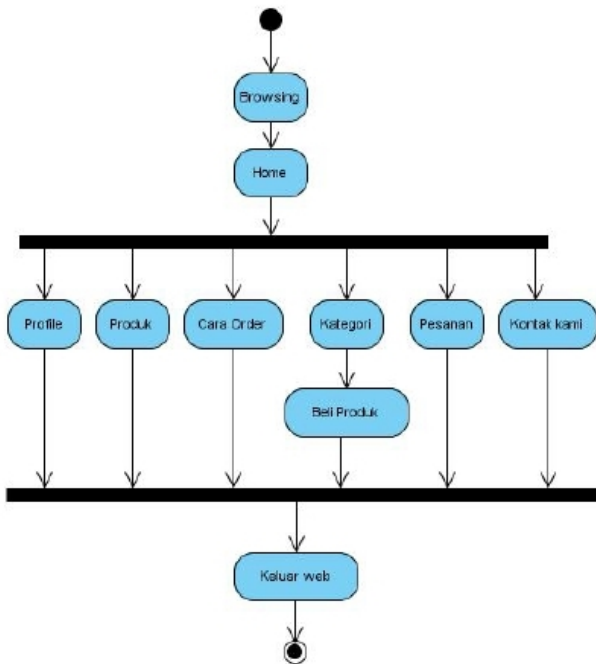 Browsing
Home
Profile
Produk
Cara Order
Kategori
Pesanan
Kontak kami
Beli Produk
Keluar web